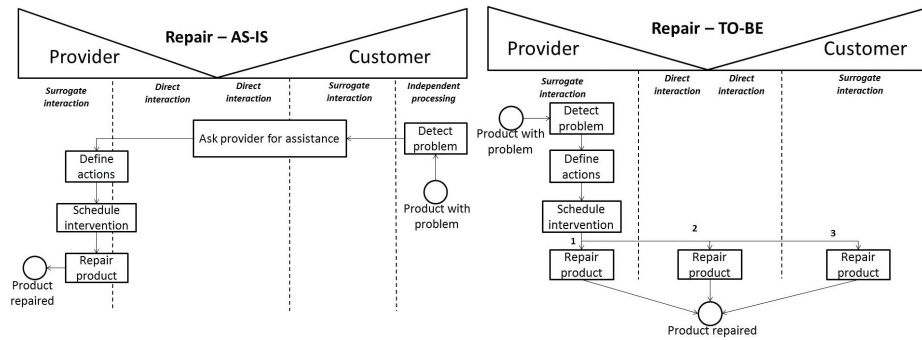 Repair – AS-IS
Provider
Customer
Surrogate
interaction
Direct
interaction
Direct
interaction
Surrogate
interaction
Independent
processing
Ask provider for assistance
Detect
problem
Define
actions
Product with
problem
Schedule
intervention
Repair
product
Product
repaired
Repair – TO-BE
Provider
Customer
Surrogate
interaction
Direct
interaction
Direct
interaction
Surrogate
interaction
Detect
problem
Product with
problem
Define
actions
Schedule
intervention
1
2
3
Repair
product
Repair
product
Repair
product
Product repaired